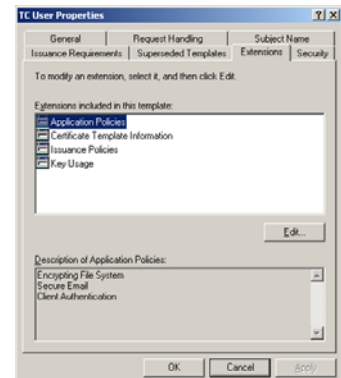 TC User Properties
General
Request Handling
Subject Name
Issuance Requirements
Superseded Templates
Extensions
Security
To modify an extension, select it, and then click Edit.
Extensions included in this template:
Application Policies
Certificate Template Information
Issuance Policies
Key Usage
Edit...
Description of Application Policies:
Encrypting File System
Secure Email
Client Authentication
OK
Cancel
Apply